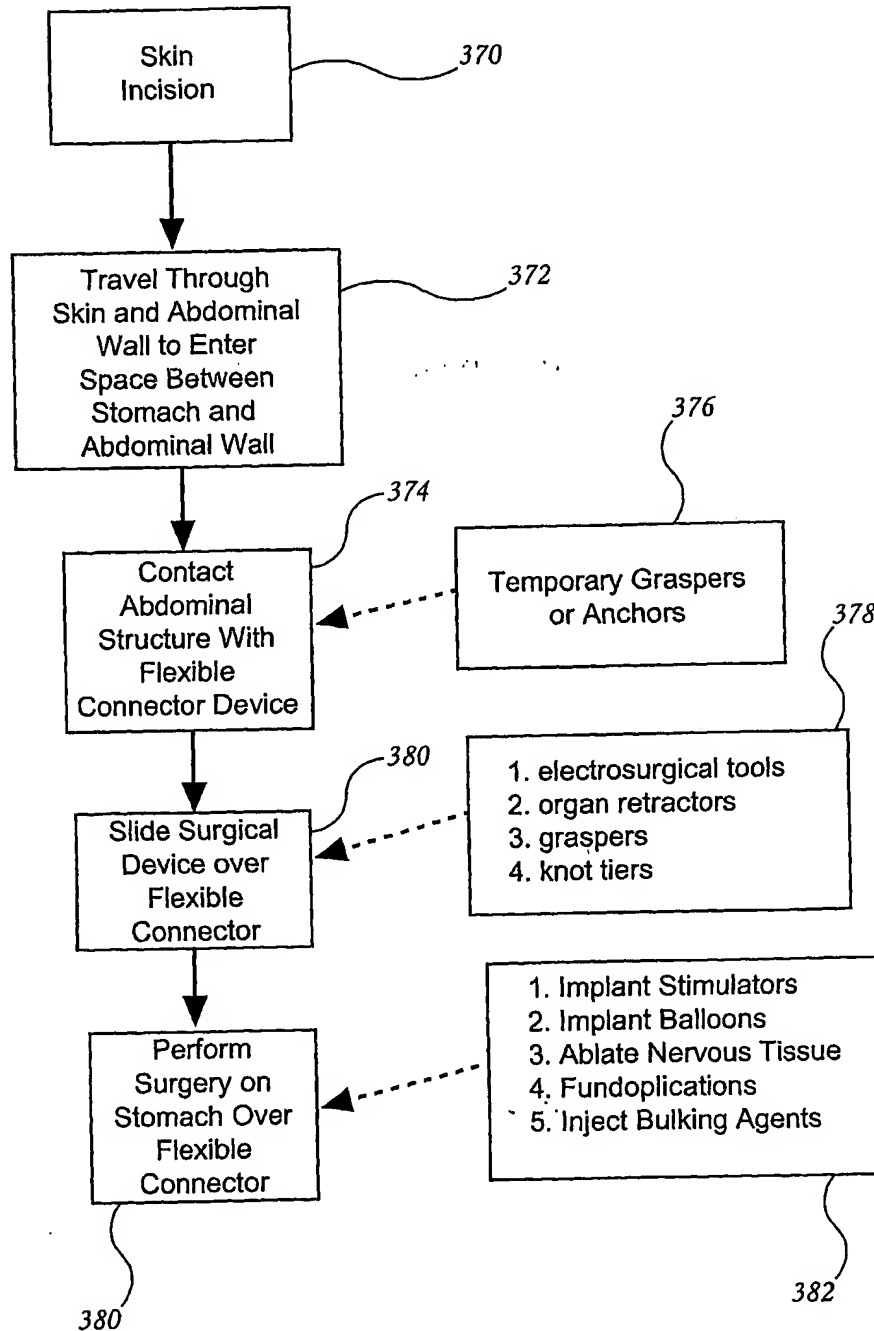 Skin
Incision
370
Travel Through
Skin and Abdominal
Wall to Enter
Space Between
Stomach and
Abdominal Wall
372
Contact
Abdominal
Structure With
Flexible
Connector Device
374
Temporary Graspers
or Anchors
376
Slide Surgical
Device over
Flexible
Connector
380
1. electrosurgical tools
2. organ retractors
3. graspers
4. knot tiers
378
Perform
Surgery on
Stomach Over
Flexible
Connector
380
1. Implant Stimulators
2. Implant Balloons
3. Ablate Nervous Tissue
4. Fundoplications
5. Inject Bulking Agents
382